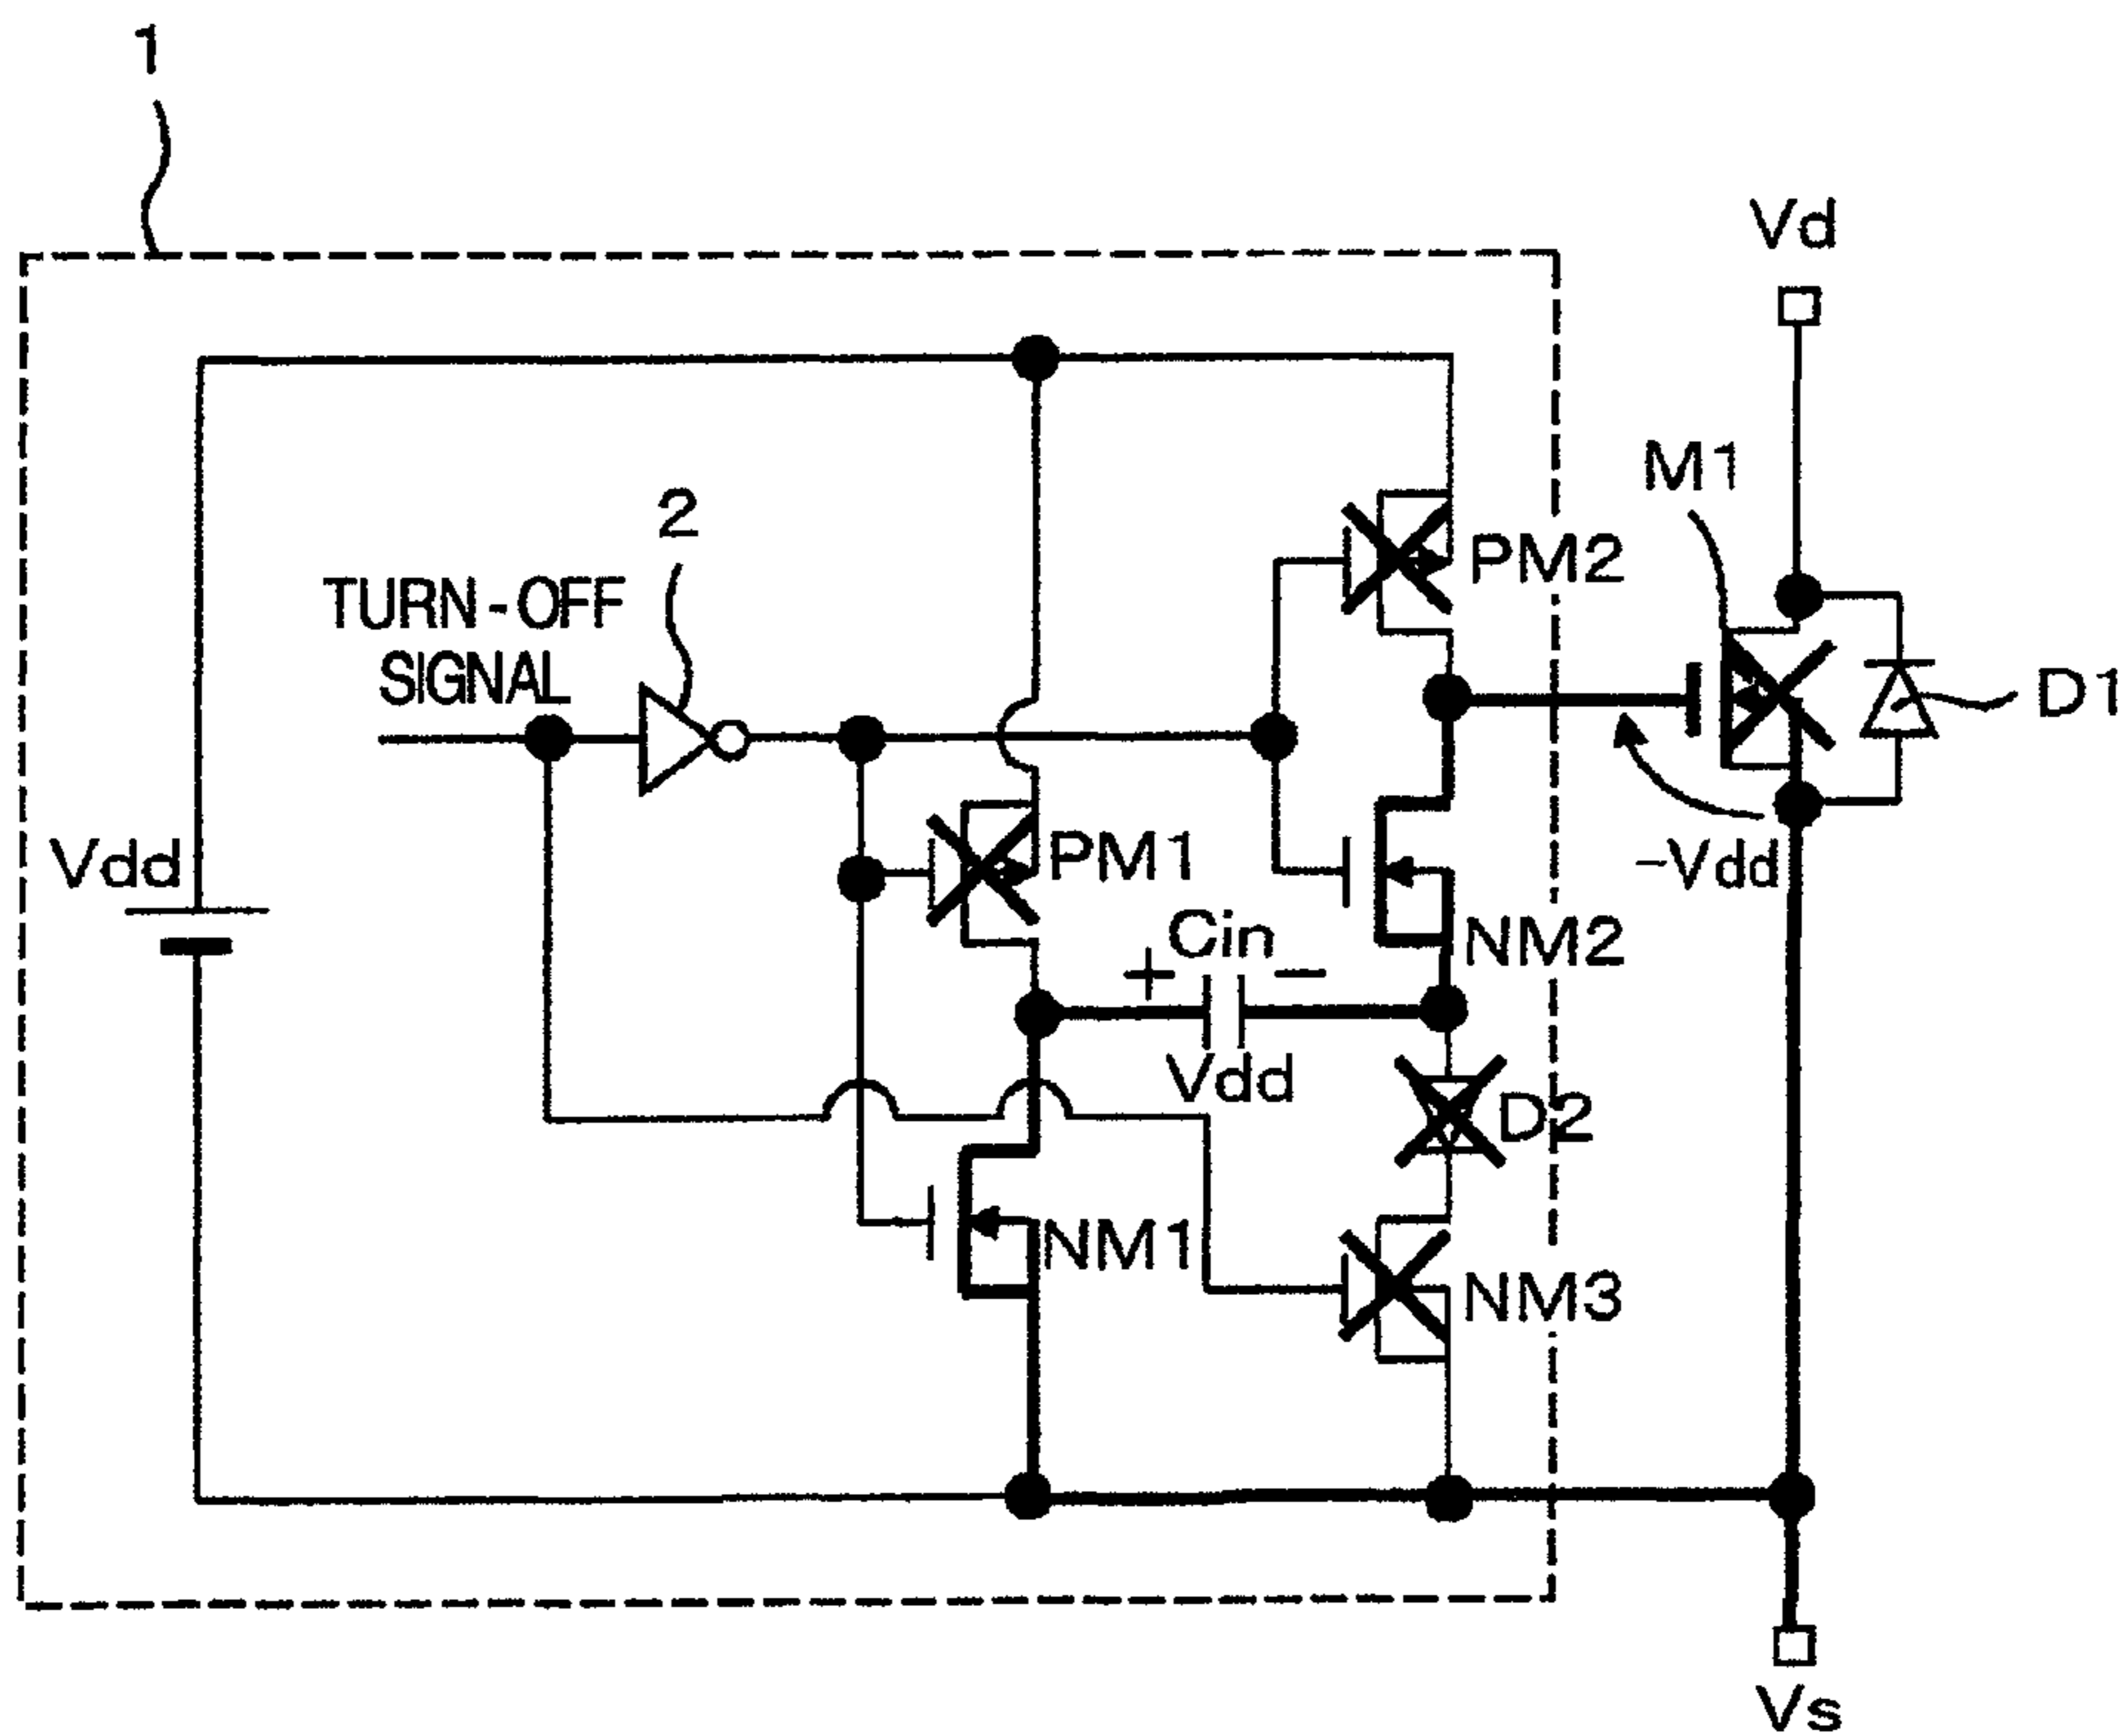 1
Vd
M1
2
PM2
TURN-OFF
SIGNAL
D1
Vdd
PM1
-Vdd
Cin
NM2
+ -
Vdd
D2
NM1
NM3
Vs